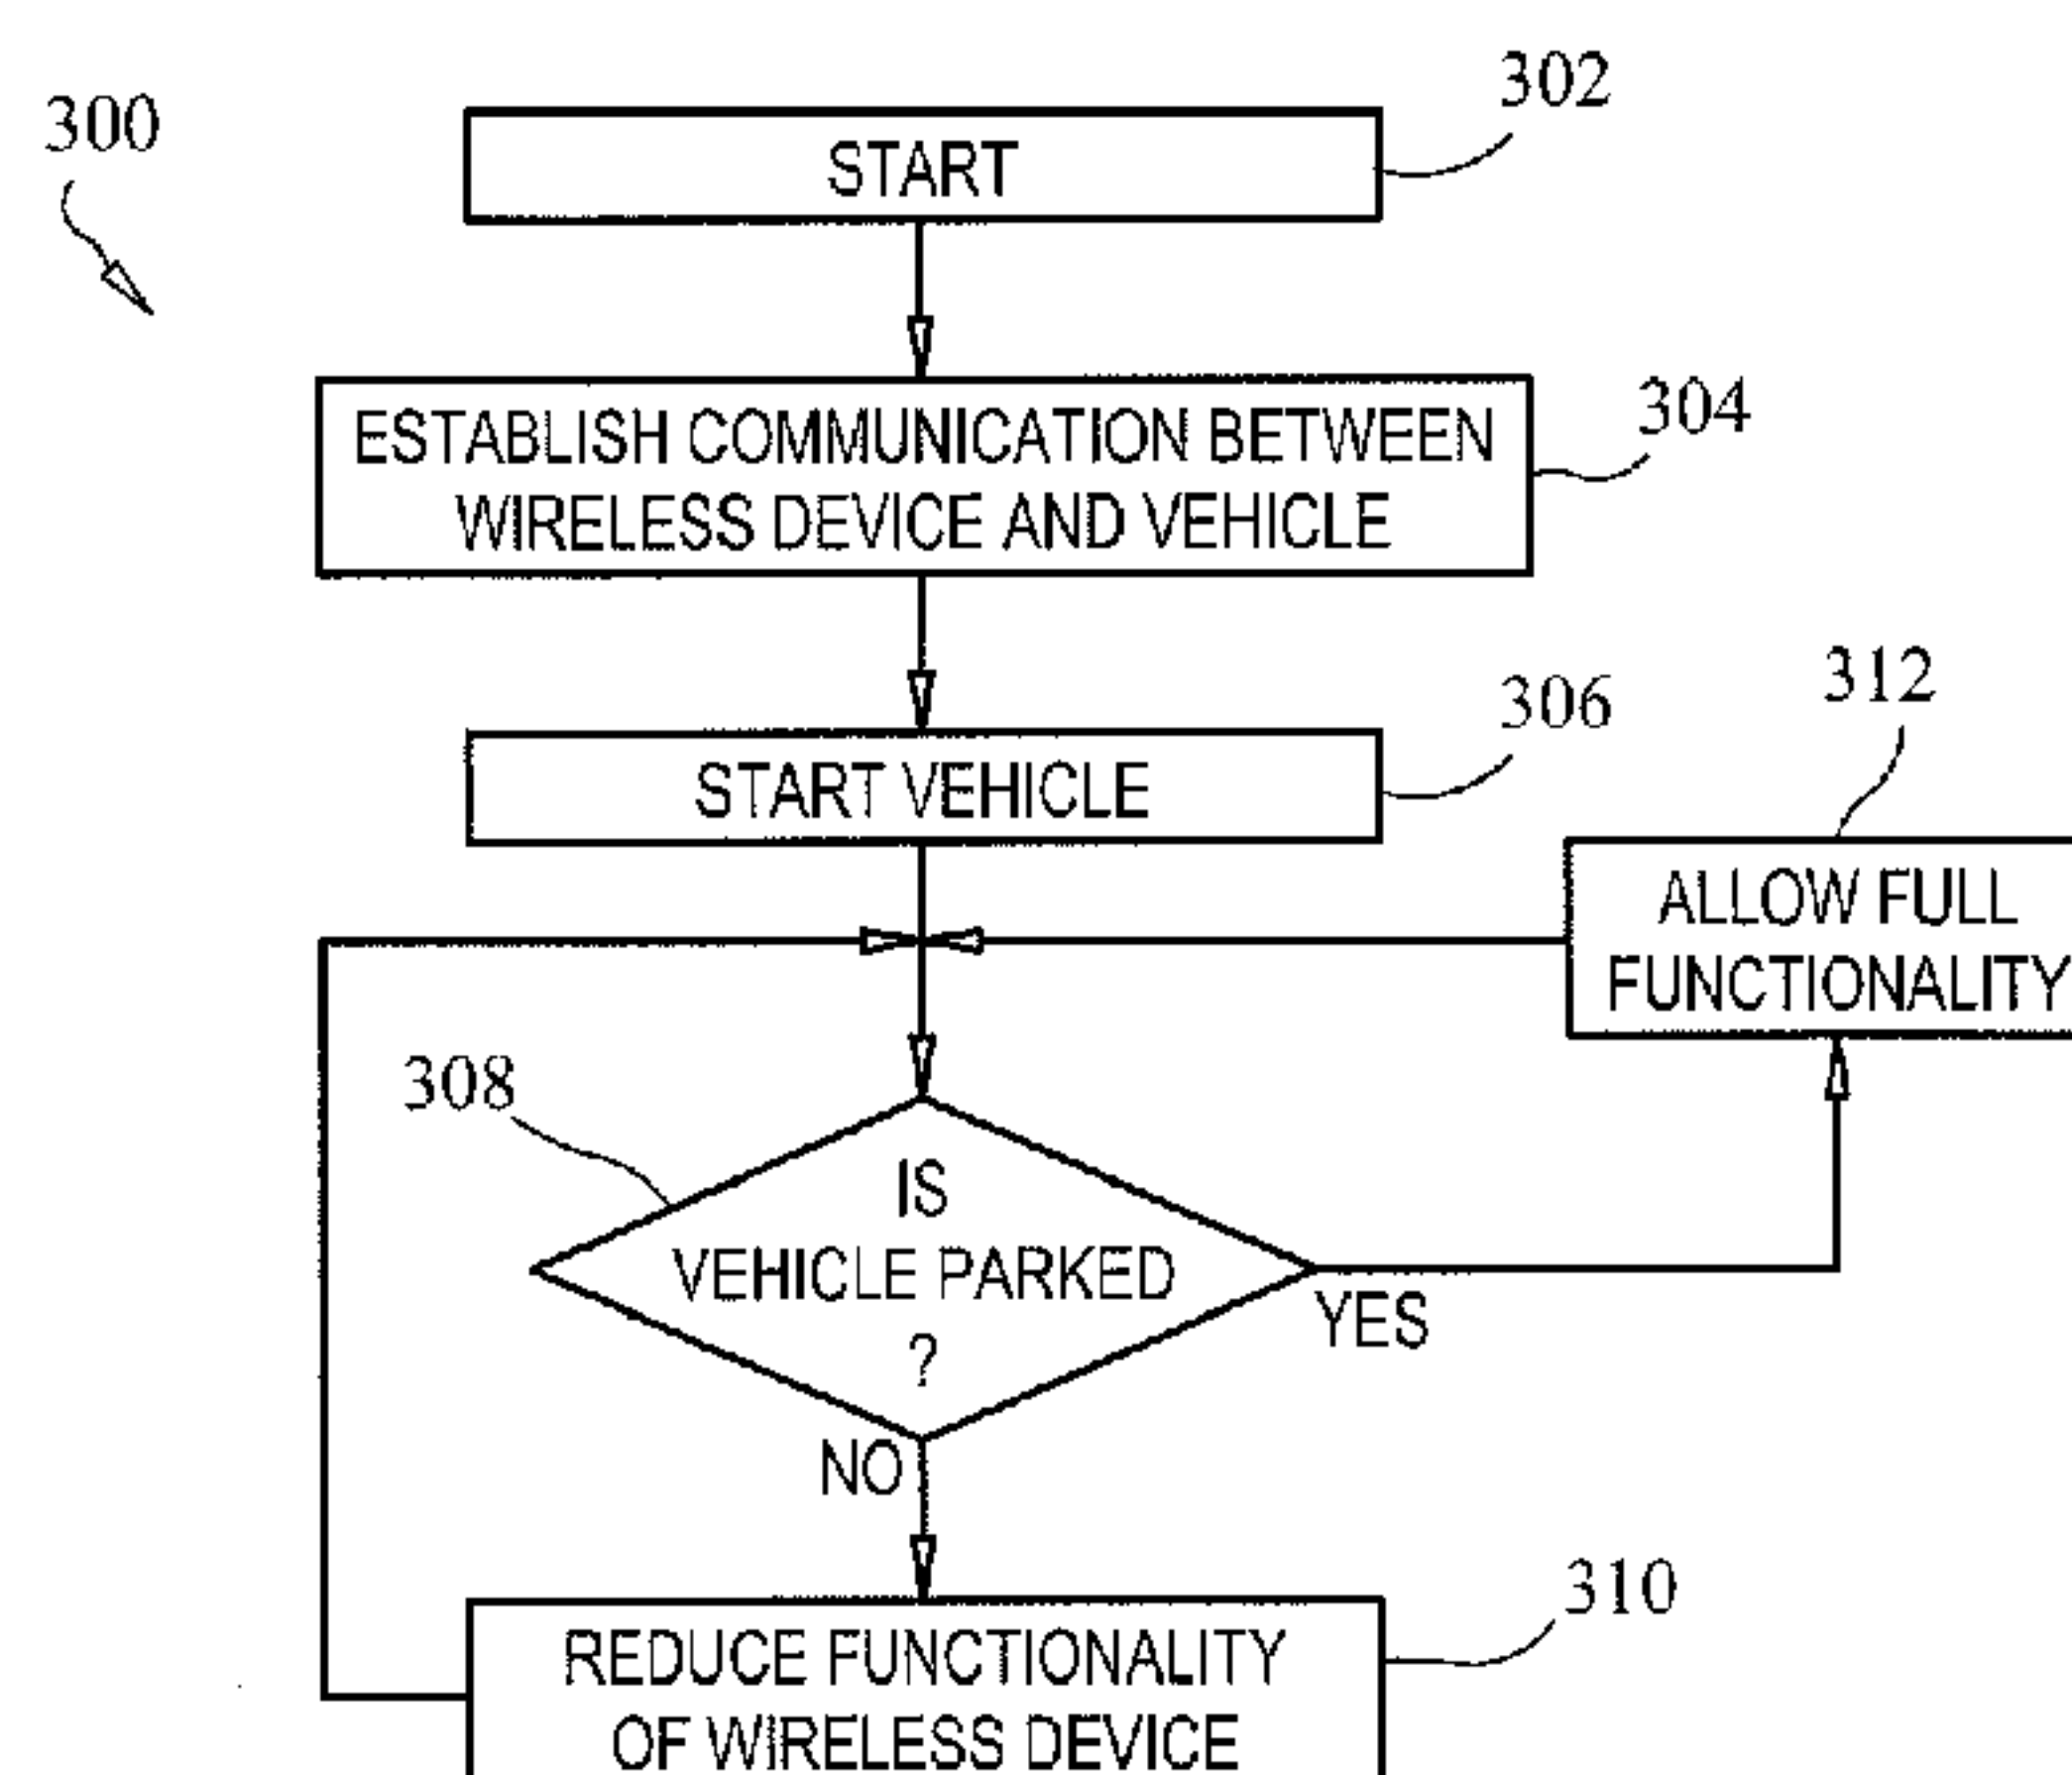 300
302
START
304
ESTABLISH COMMUNICATION BETWEEN
WIRELESS DEVICE AND VEHICLE
306
START VEHICLE
312
ALLOW FULL
FUNCTIONALITY
308
IS
VEHICLE PARKED
?
YES
NO
310
REDUCE FUNCTIONALITY
OF WIRELESS DEVICE